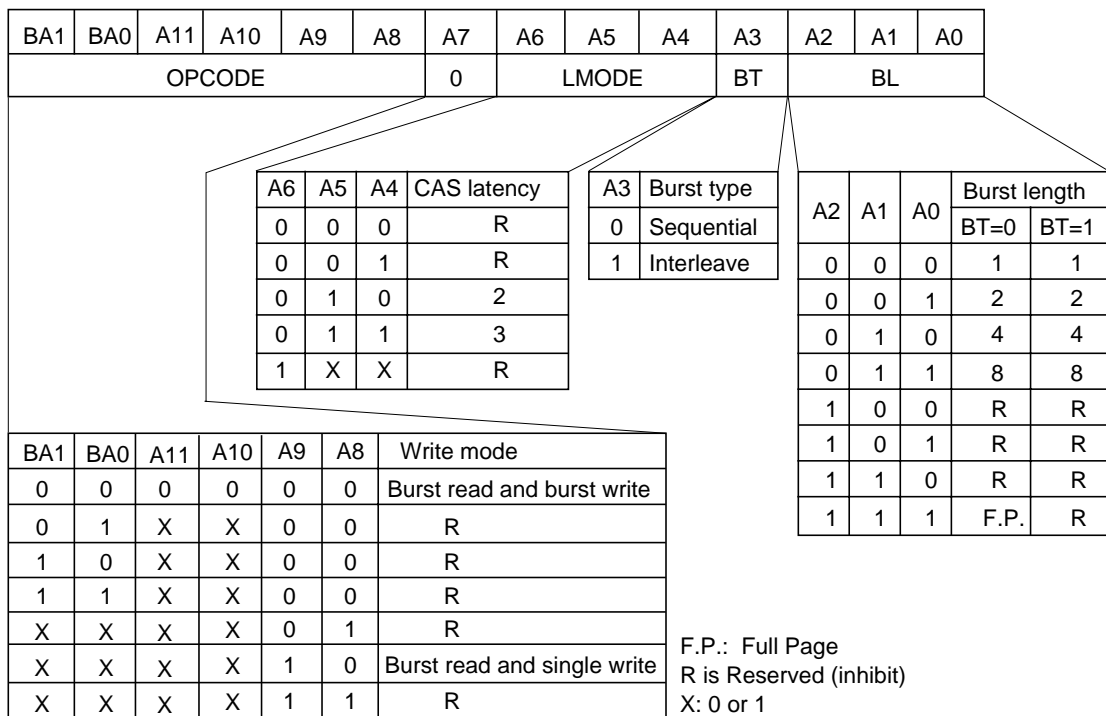 BA1 BA0 A11 A10 A9 A8 A7 A6 A5 A4 A3 A2 A1 A0
OPCODE 0 LMODE BT BL
A6 A5 A4 CAS latency
0 0 0 R
0 0 1 R
0 1 0 2
0 1 1 3
1 X X R
A3 Burst type
0 Sequential
1 Interleave
A2 A1 A0 Burst length
BT=0 BT=1
0 0 0 1 1
0 0 1 2 2
0 1 0 4 4
0 1 1 8 8
1 0 0 R R
1 0 1 R R
1 1 0 R R
1 1 1 F.P. R
BA1 BA0 A11 A10 A9 A8 Write mode
0 0 0 0 0 0 Burst read and burst write
0 1 X X 0 0 R
1 0 X X 0 0 R
1 1 X X 0 0 R
X X X X 0 1 R
X X X X 1 0 Burst read and single write
X X X X 1 1 R
F.P.: Full Page
R is Reserved (inhibit)
X: 0 or 1